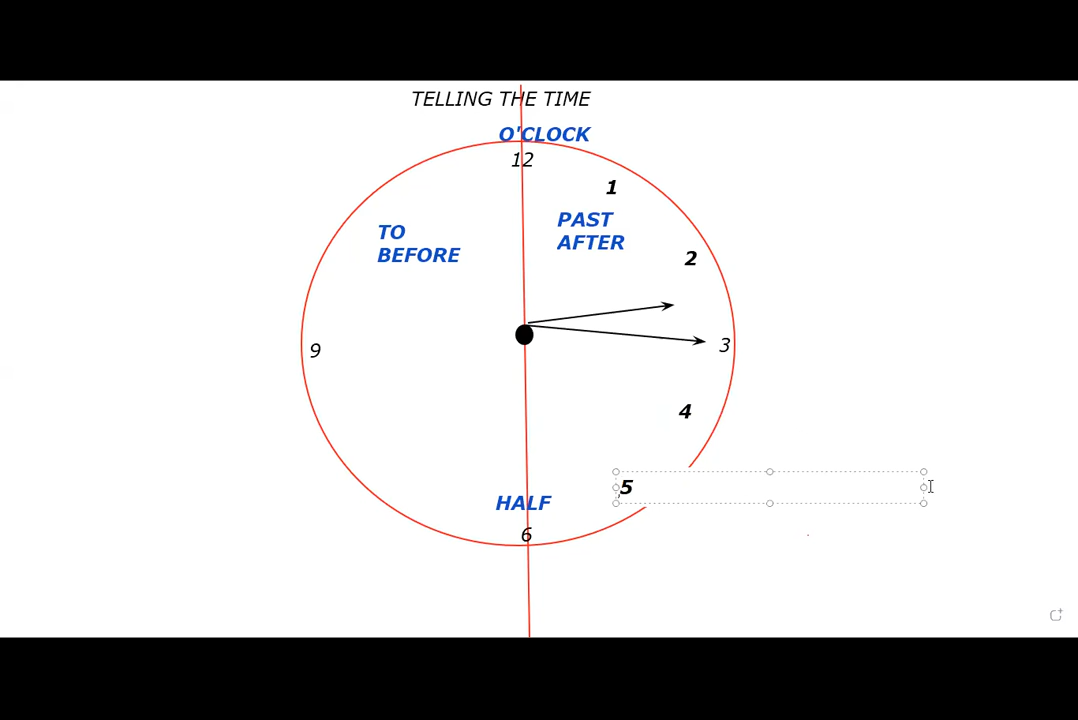 TELLING THE TIME
O'CLOCK
12
1
PAST
AFTER
TO
BEFORE
2
3
9
4
5
HALF
6